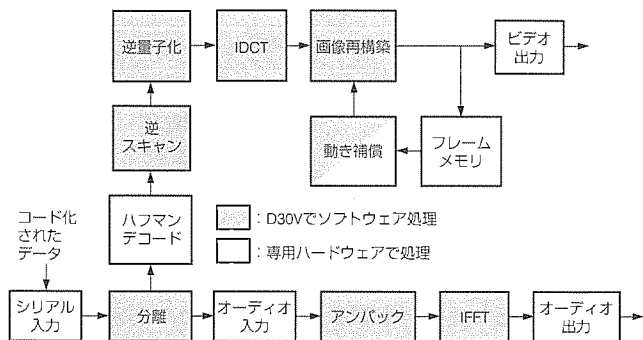 逆量子化
IDCT
画像再構築
ビデオ
出力
逆
スキャン
動き補償
フレーム
メモリ
ハフマン
デコード
:D30Vでソフトウェア処理
:専用ハードウェアで処理
コード化
された
データ
シリアル
入力
分離
オーディオ
入力
アンパック
IFFT
オーディオ
出力